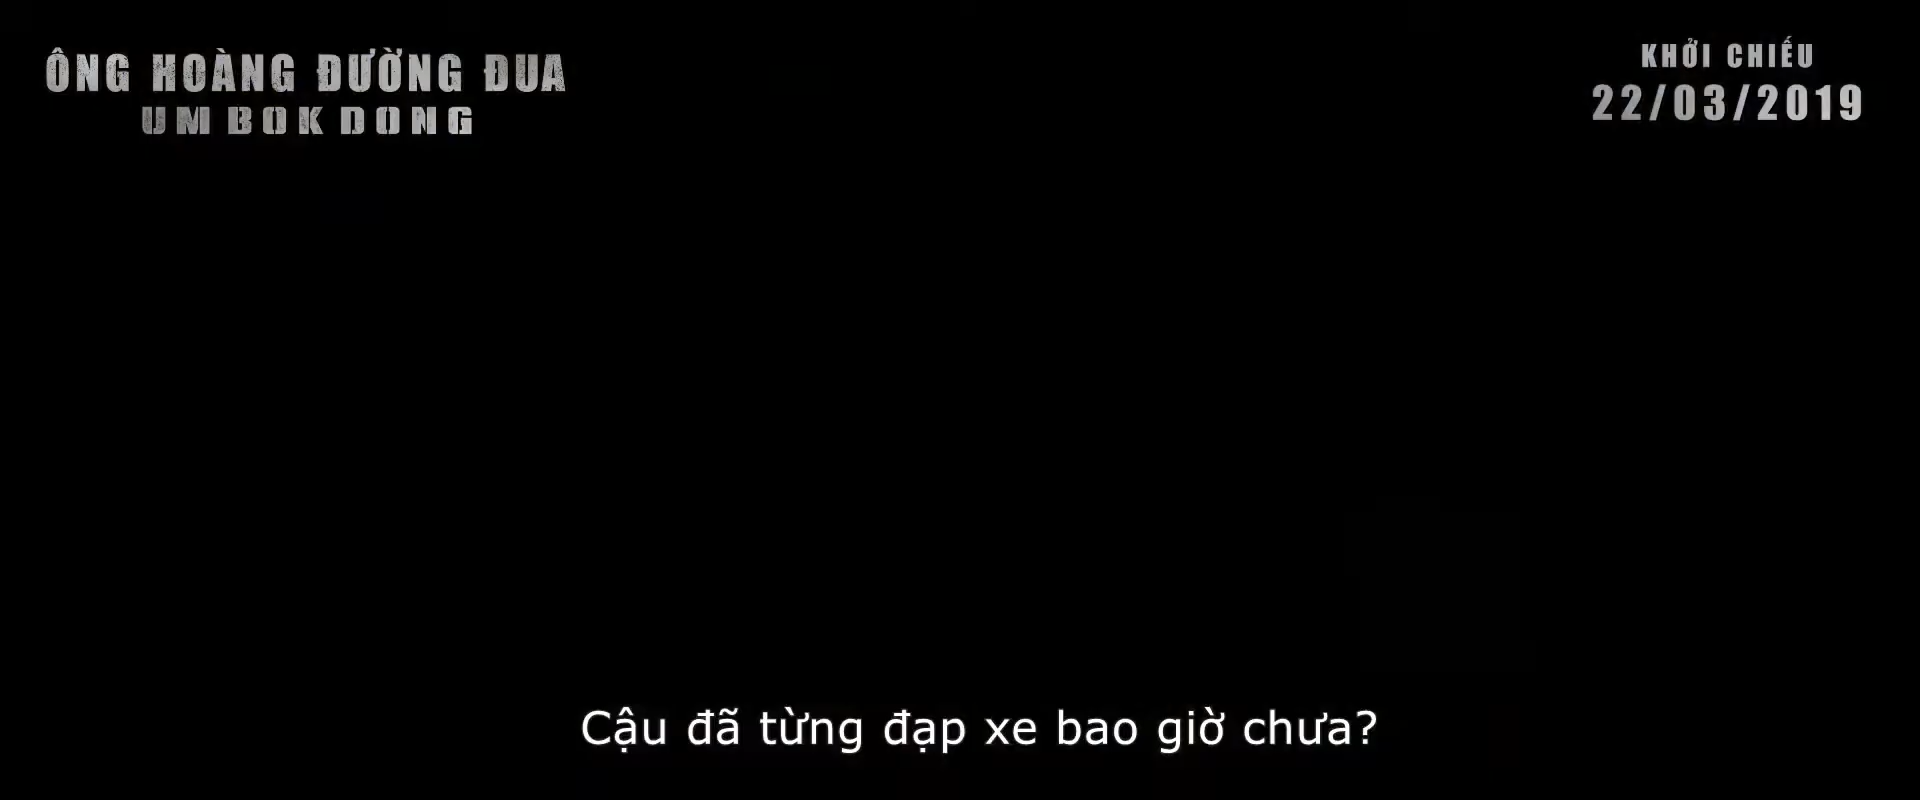 ÔNG HOÀNG ĐƯỜNG ĐUA
UM BOK DONG
KHỞI CHIẾU
22/03/2019
Cậu đã từng đạp xe bao giờ chưa?